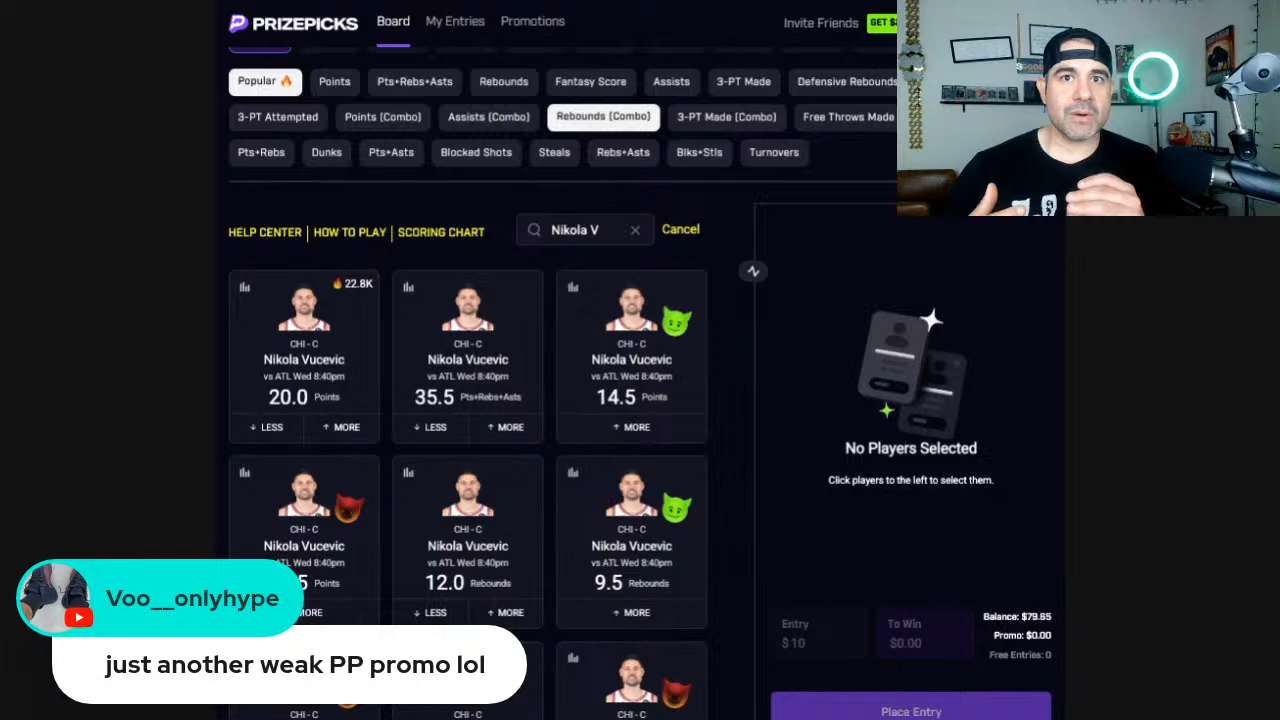 PRIZEPICKS
Board
My Entries
Promotions
Invite Friends
GET $
Popular 🔥
Points
Pts+Rebs+Asts
Rebounds
Fantasy Score
Assists
3-PT Made
Defensive Rebounds
3-PT Attempted
Points (Combo)
Assists (Combo)
Rebounds (Combo)
3-PT Made (Combo)
Free Throws Made
Pts+Rebs
Dunks
Pts+Asts
Blocked Shots
Steals
Rebs+Asts
Blks+Stls
Turnovers
HELP CENTER | HOW TO PLAY | SCORING CHART
Nikola V
Cancel
🔥 22.8K
CHI - C
Nikola Vucevic
vs ATL Wed 8:40pm
20.0 Points
↓ LESS
↑ MORE
CHI - C
Nikola Vucevic
vs ATL Wed 8:40pm
35.5 Pts+Rebs+Asts
↓ LESS
↑ MORE
CHI - C
Nikola Vucevic
vs ATL Wed 8:40pm
14.5 Points
↑ MORE
CHI - C
Nikola Vucevic
ATL Wed 8:40pm
5 Points
MORE
CHI - C
Nikola Vucevic
vs ATL Wed 8:40pm
12.0 Rebounds
↓ LESS
↑ MORE
CHI - C
Nikola Vucevic
vs ATL Wed 8:40pm
9.5 Rebounds
↑ MORE
CHI - C
CHI - C
CHI - C
No Players Selected
Click players to the left to select them.
Entry
$10
To Win
$0.00
Balance: $79.65
Promo: $0.00
Free Entries: 0
Place Entry
Voo__onlyhype
just another weak PP promo lol